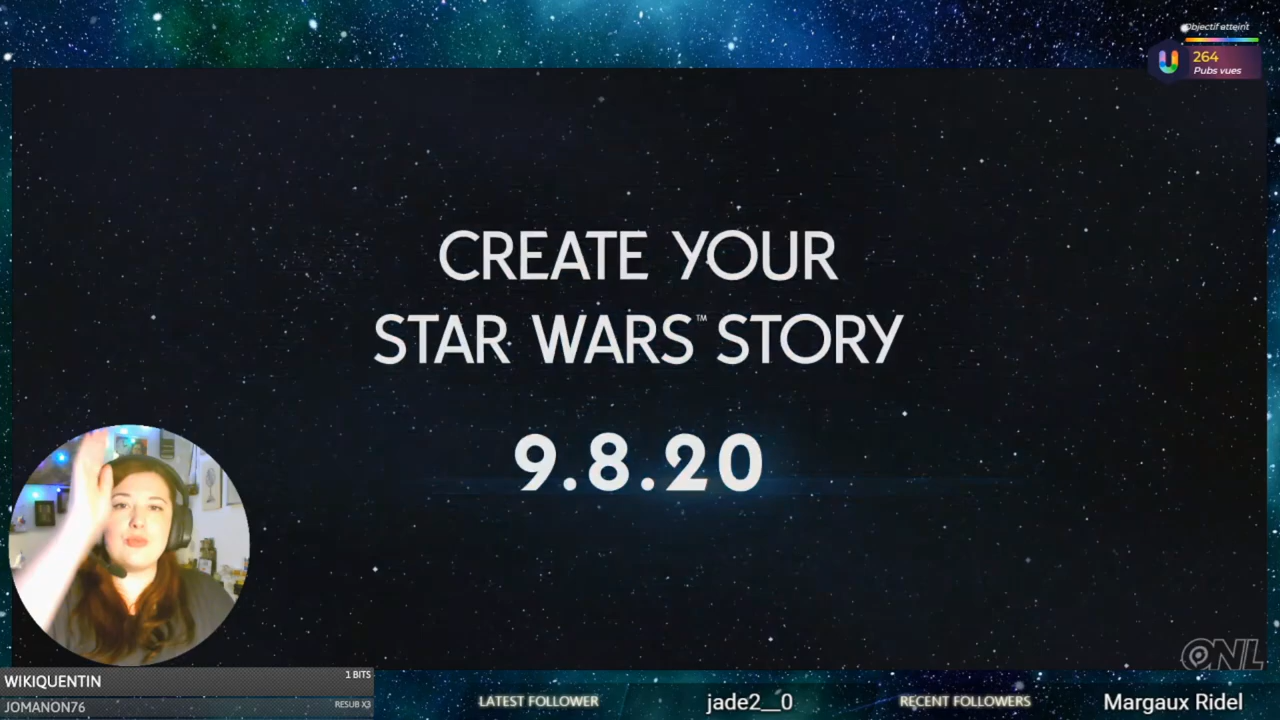 Objectif atteint
264
Pubs vues
CREATE YOUR
STAR WARS™ STORY
9.8.20
ONL
WIKIQUENTIN 1 BITS
JOMANON76 RESUB X3
LATEST FOLLOWER jade2__0 RECENT FOLLOWERS Margaux Ridel